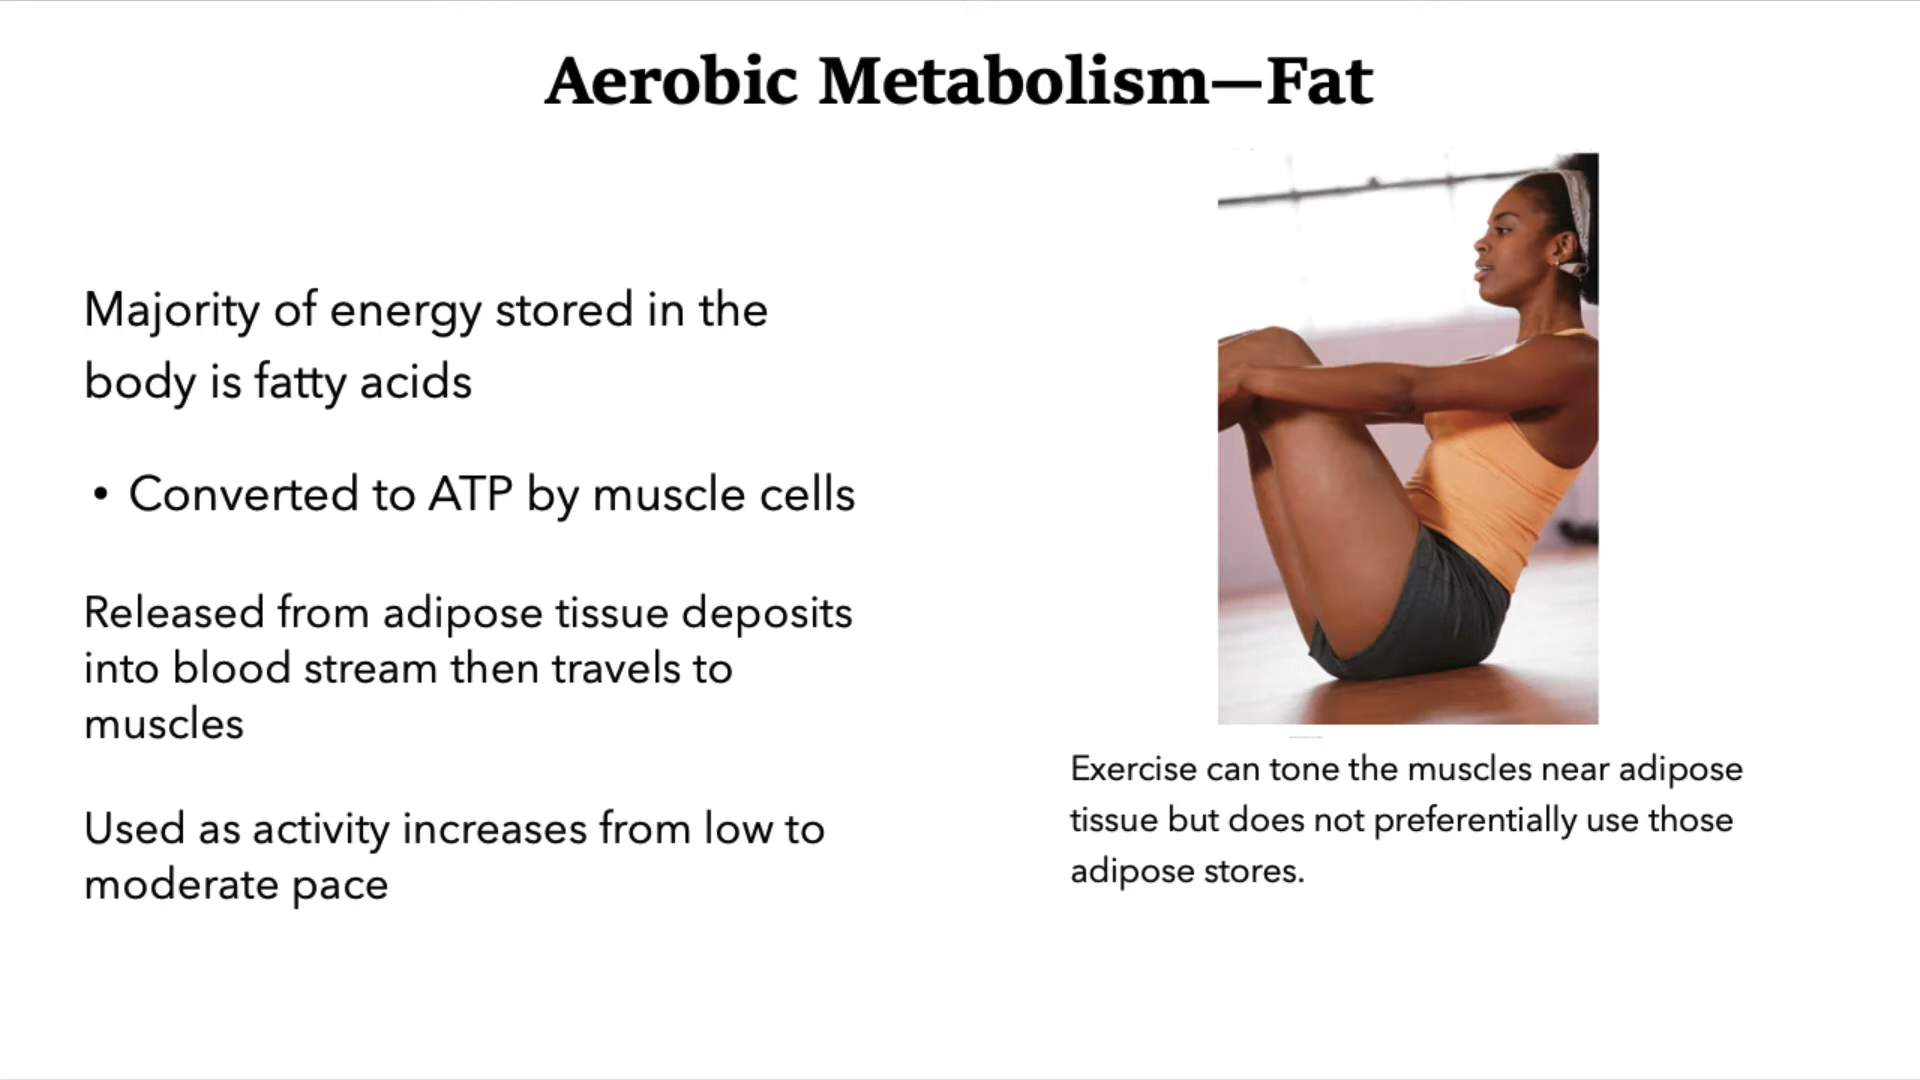 Aerobic Metabolism—Fat
Majority of energy stored in the
body is fatty acids
• Converted to ATP by muscle cells
Released from adipose tissue deposits
into blood stream then travels to
muscles
Used as activity increases from low to
moderate pace
Exercise can tone the muscles near adipose
tissue but does not preferentially use those
adipose stores.